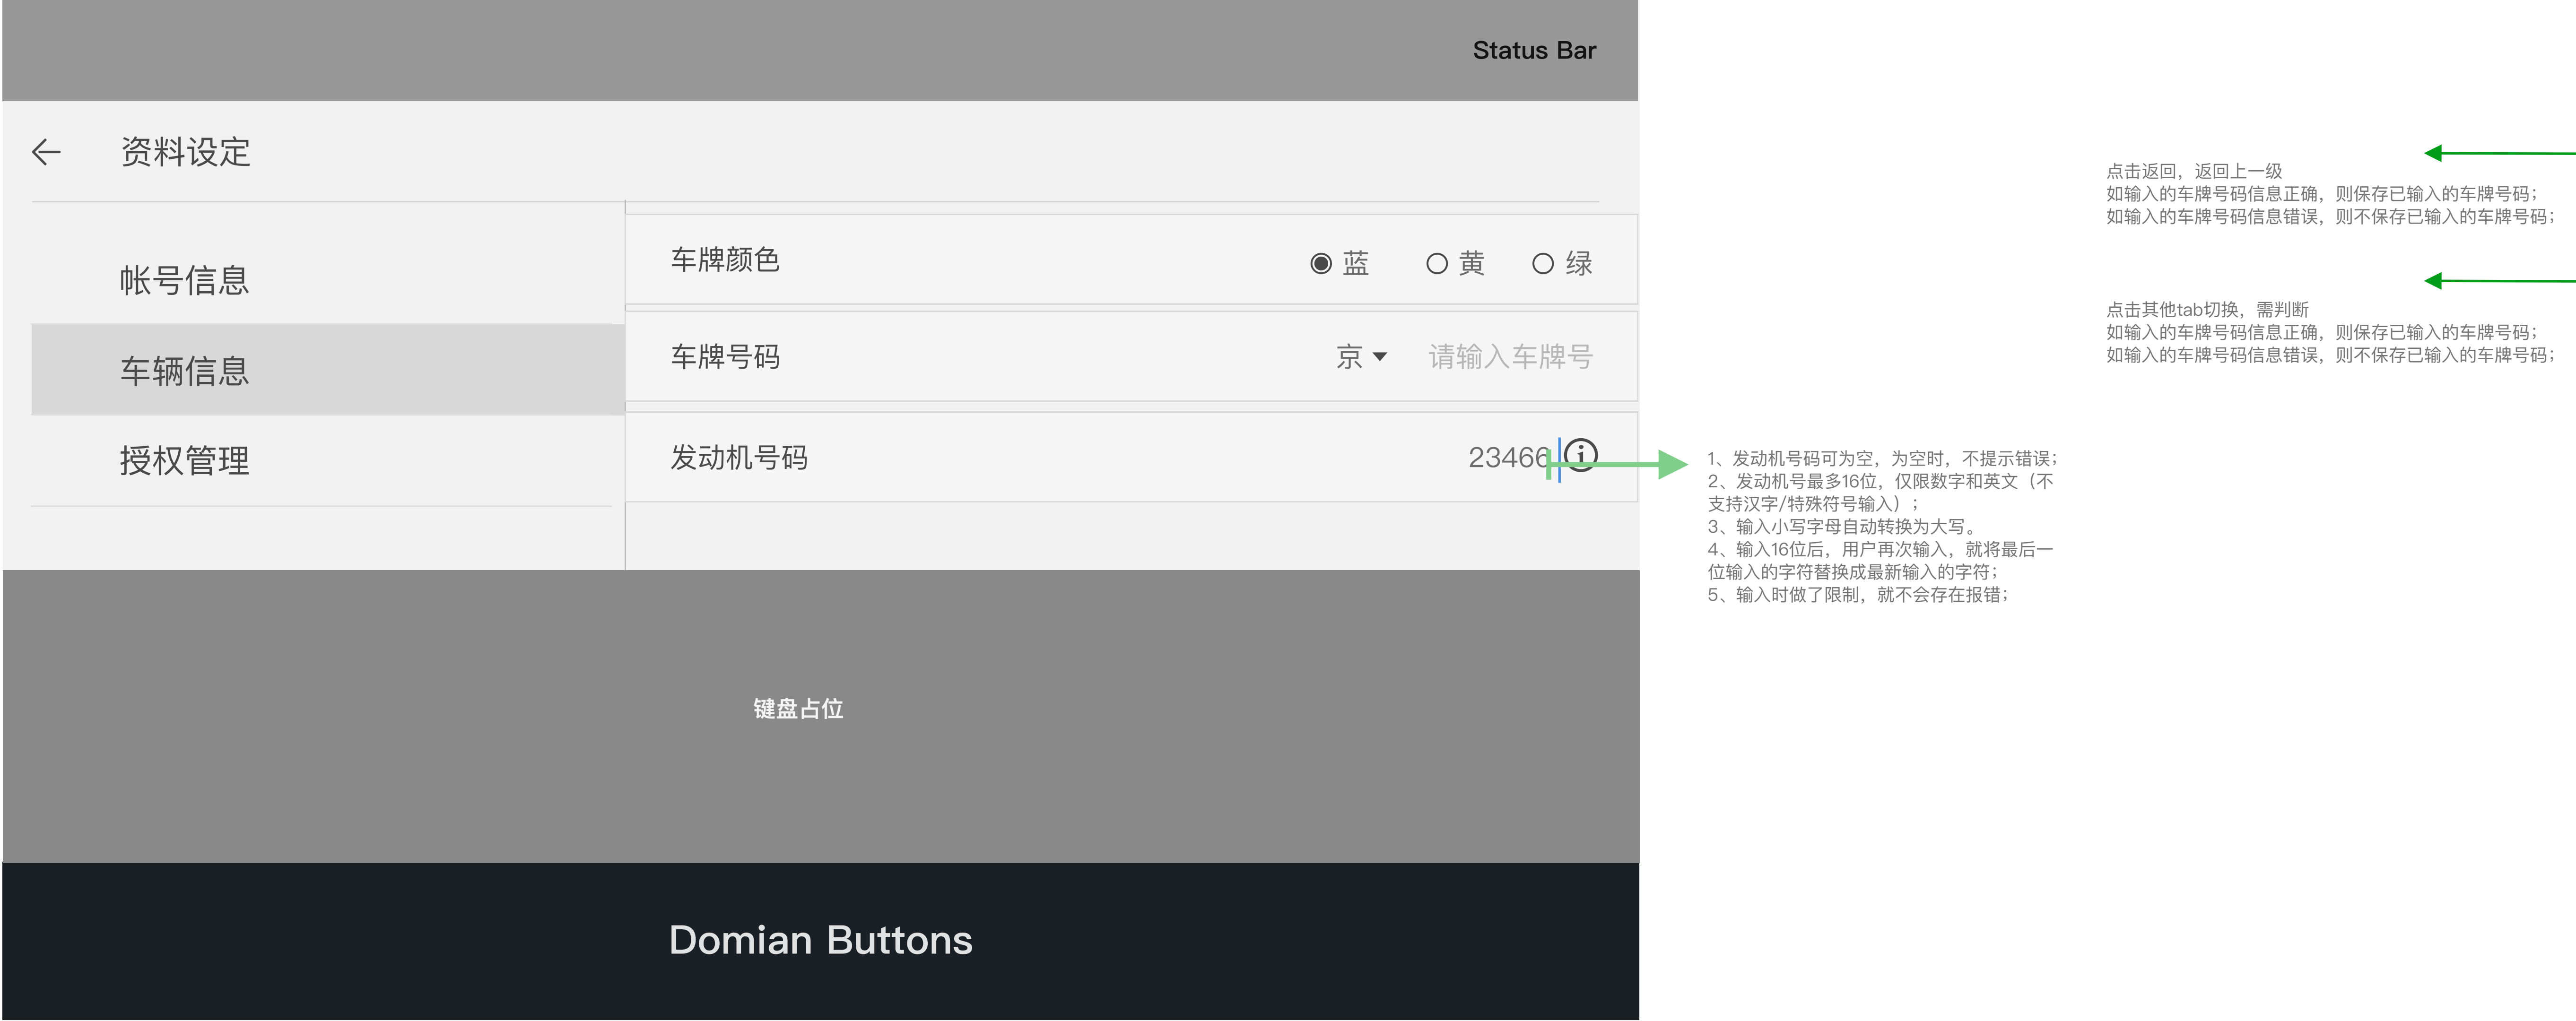 Status Bar
资料设定
帐号信息
车辆信息
授权管理
车牌颜色
蓝 黄 绿
车牌号码
京 请输入车牌号
发动机号码
23466
键盘占位
Domian Buttons
点击返回，返回上一级
如输入的车牌号码信息正确，则保存已输入的车牌号码；
如输入的车牌号码信息错误，则不保存已输入的车牌号码；
点击其他tab切换，需判断
如输入的车牌号码信息正确，则保存已输入的车牌号码；
如输入的车牌号码信息错误，则不保存已输入的车牌号码；
1、发动机号码可为空，为空时，不提示错误；
2、发动机号最多16位，仅限数字和英文（不
支持汉字/特殊符号输入）；
3、输入小写字母自动转换为大写。
4、输入16位后，用户再次输入，就将最后一
位输入的字符替换成最新输入的字符；
5、输入时做了限制，就不会存在报错；